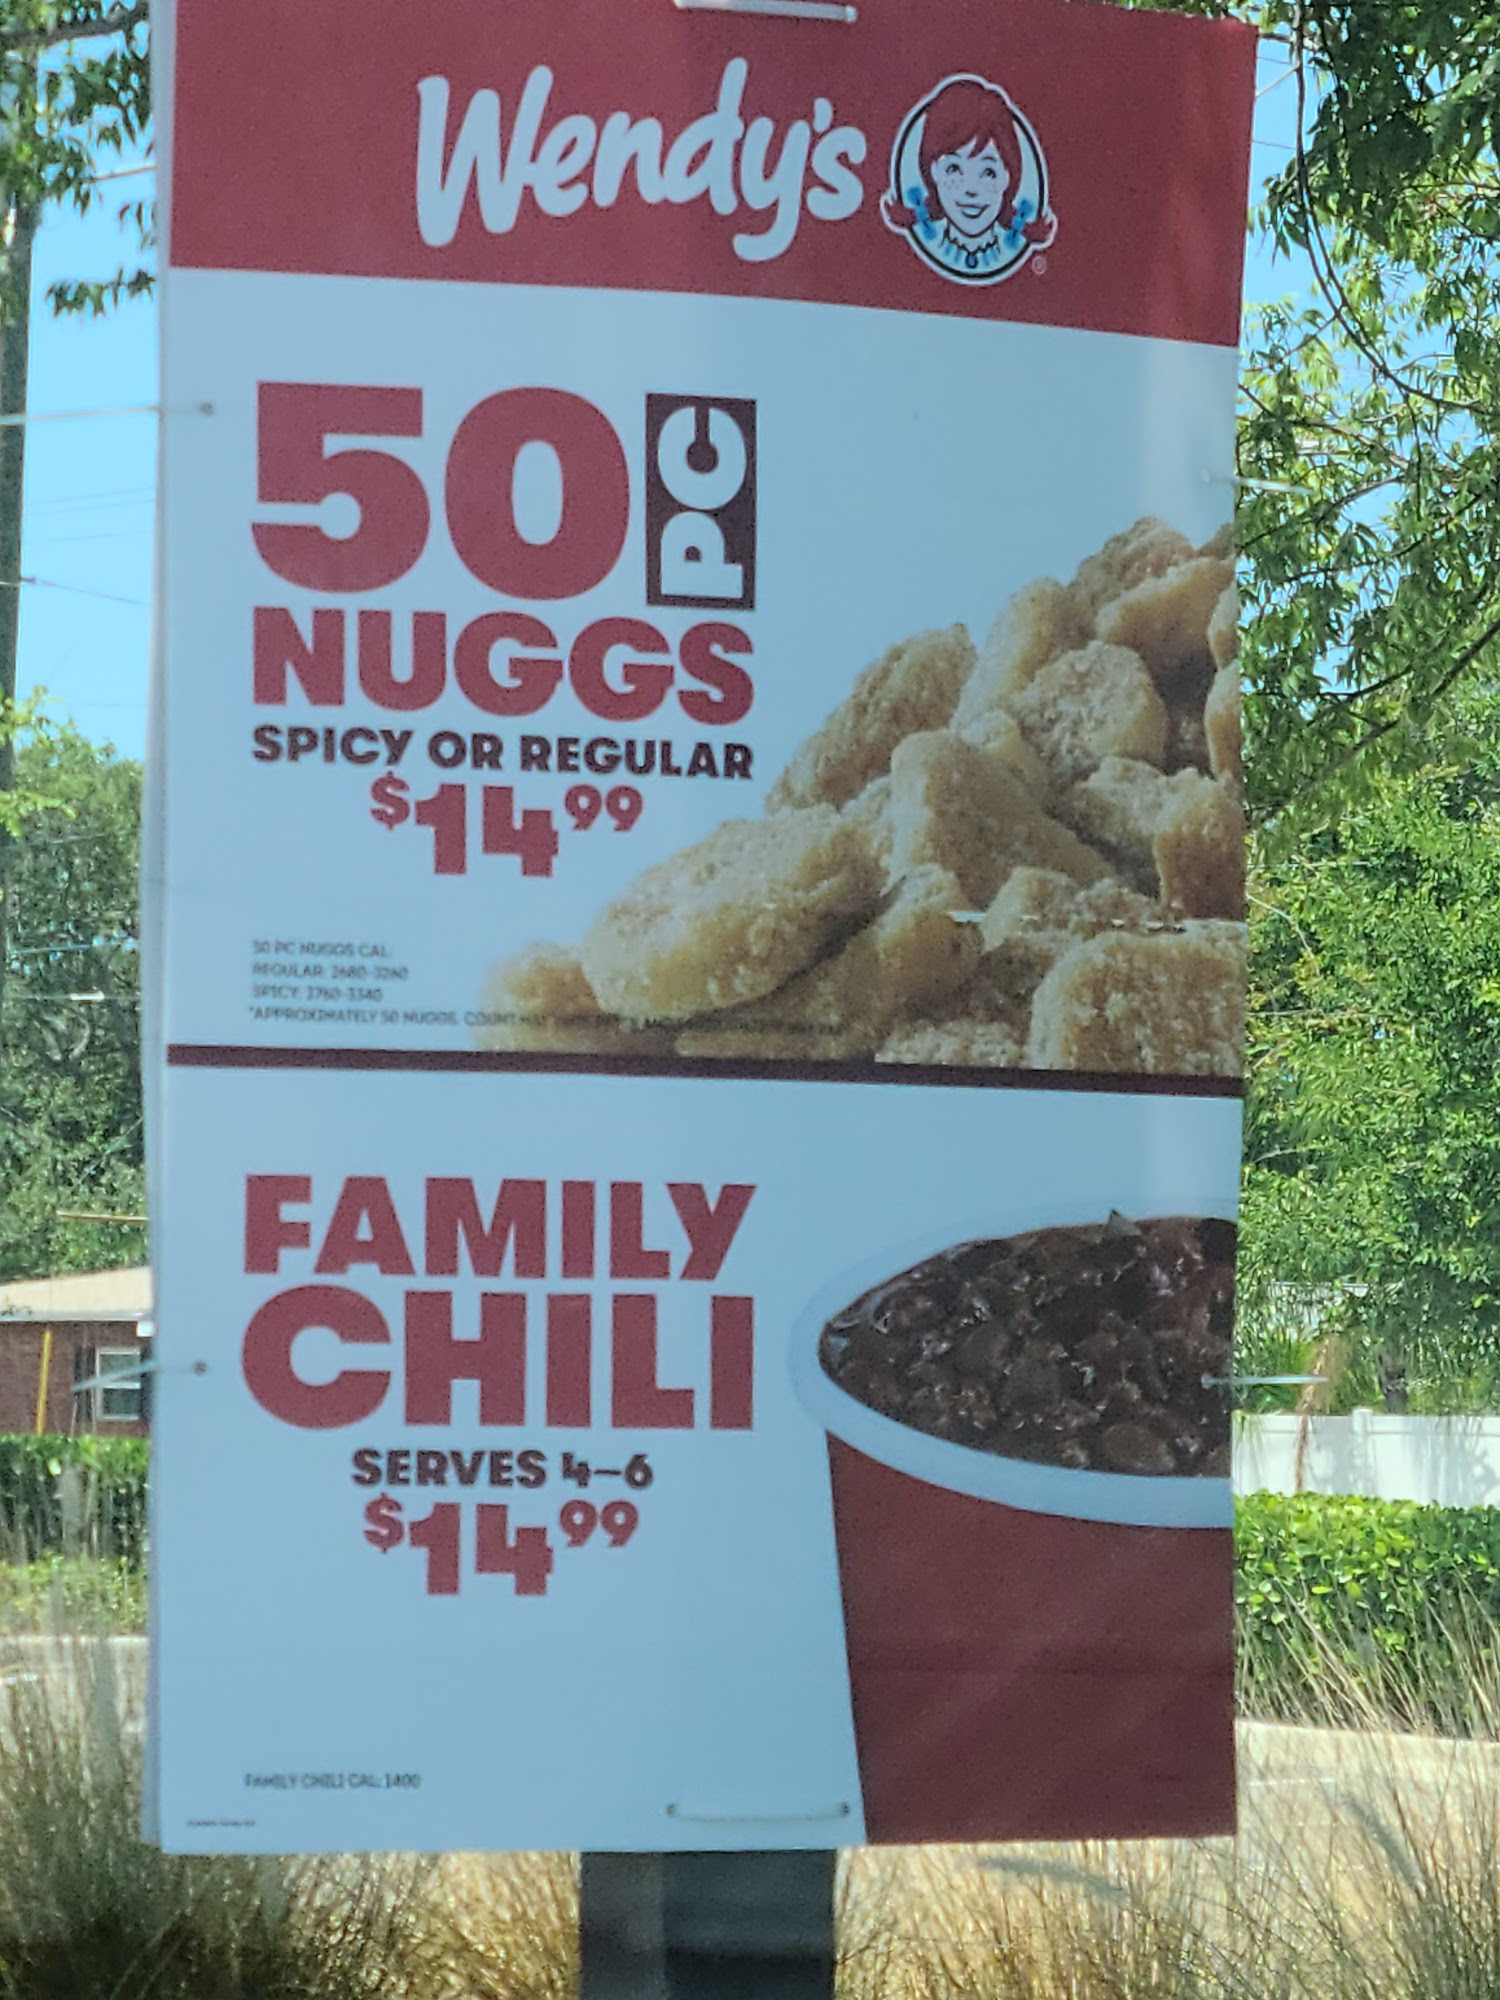 Wendy's
50 PC
NUGGS
SPICY OR REGULAR
$14 99
50 PC NUGGS CAL.
REGULAR: 2680-3260
SPICY: 2760-3340
*APPROXIMATELY 50 NUGGS. COUNT
FAMILY
CHILI
SERVES 4-6
$14 99
FAMILY CHILI CAL: 1400